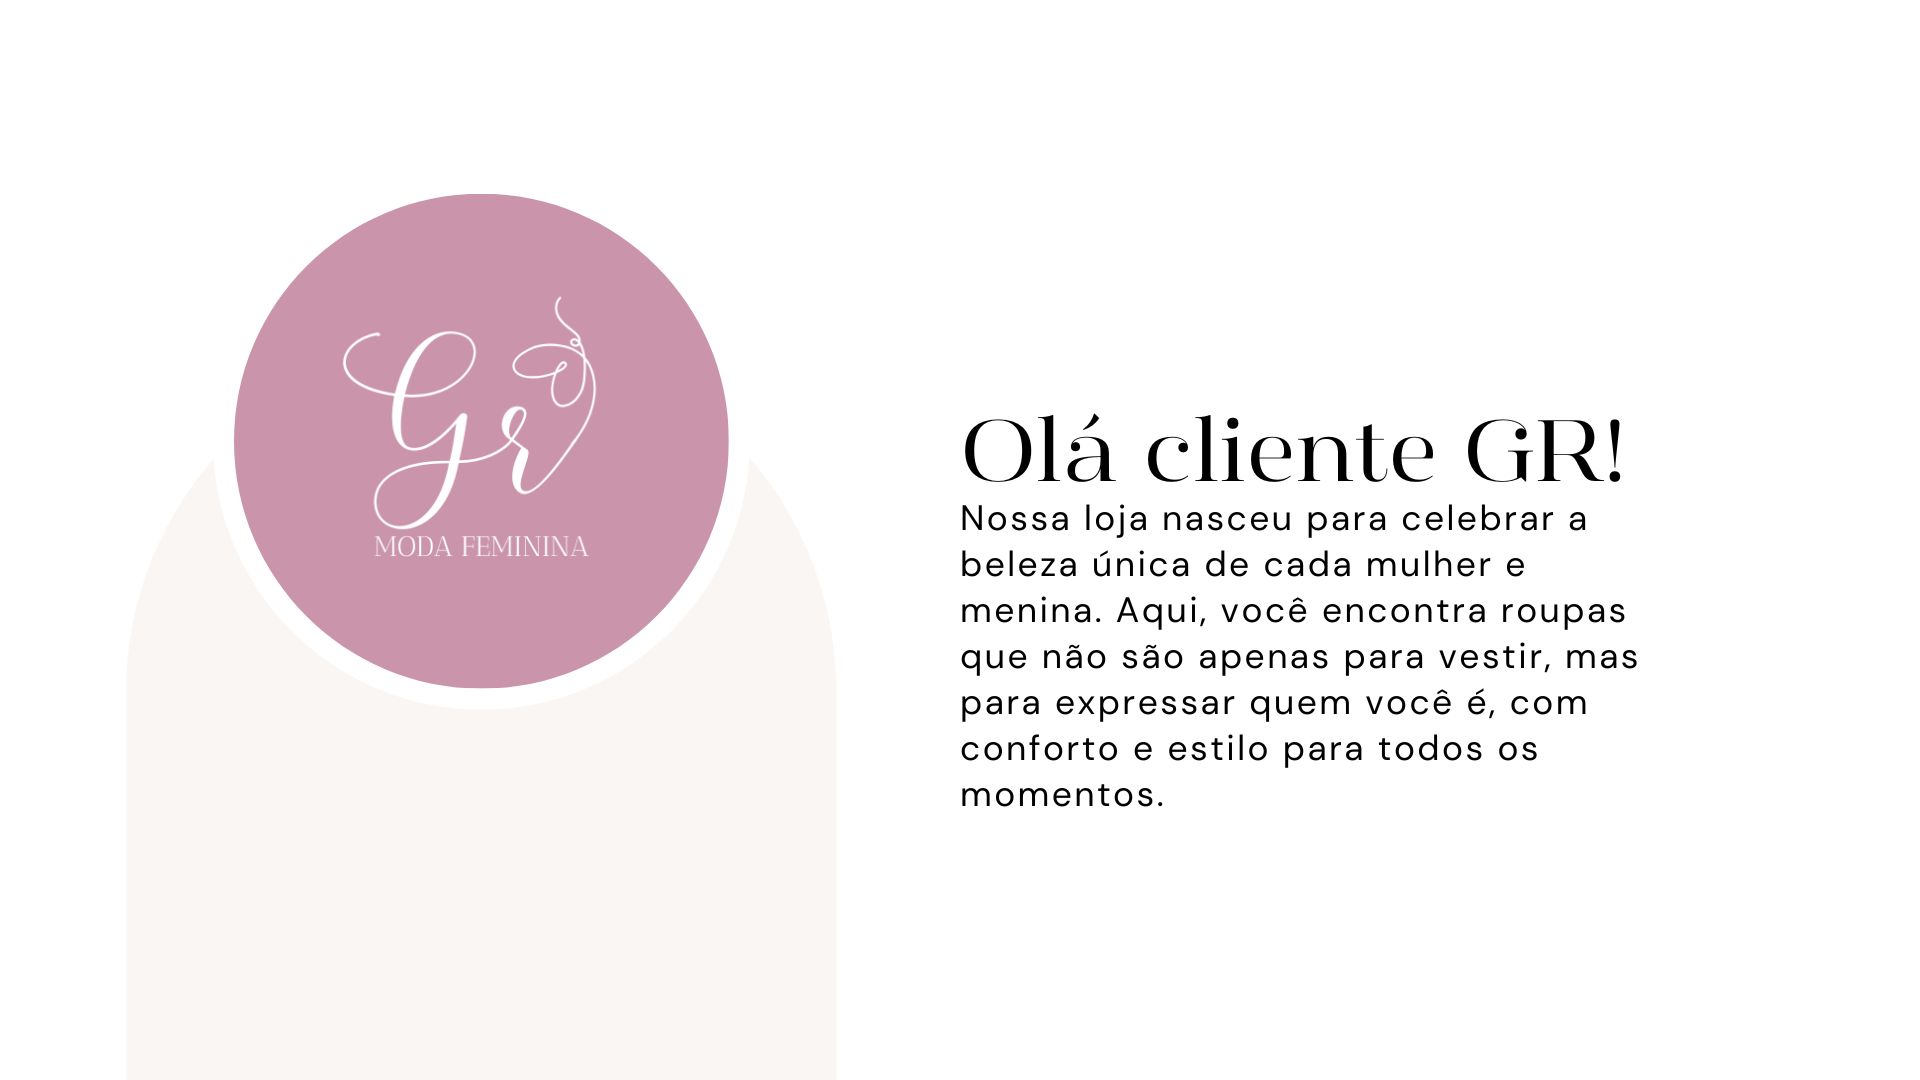 Gr
MODA FEMININA
Olá cliente GR!
Nossa loja nasceu para celebrar a
beleza única de cada mulher e
menina. Aqui, você encontra roupas
que não são apenas para vestir, mas
para expressar quem você é, com
conforto e estilo para todos os
momentos.